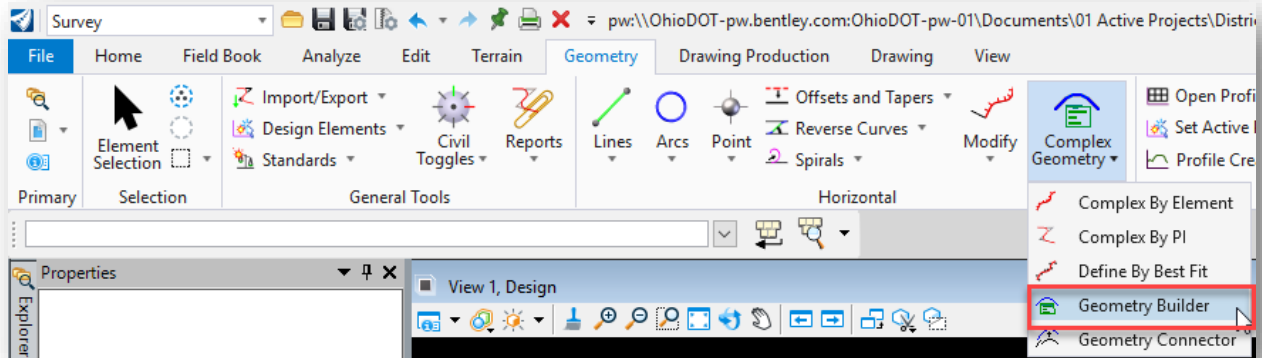 Survey
pw:\\OhioDOT-pw.bentley.com:OhioDOT-pw-01\Documents\01 Active Projects\Distri
File Home Field Book Analyze Edit Terrain Geometry Drawing Production Drawing View
Import/Export
Design Elements
Standards
Element
Selection
Civil
Toggles
Reports
Lines
Arcs
Point
Offsets and Tapers
Reverse Curves
Spirals
Modify
Complex
Geometry
Open Profi
Set Active
Profile Cre
Primary Selection General Tools Horizontal
Complex By Element
Complex By PI
Define By Best Fit
Geometry Builder
Geometry Connector
Properties
Explorer
View 1, Design